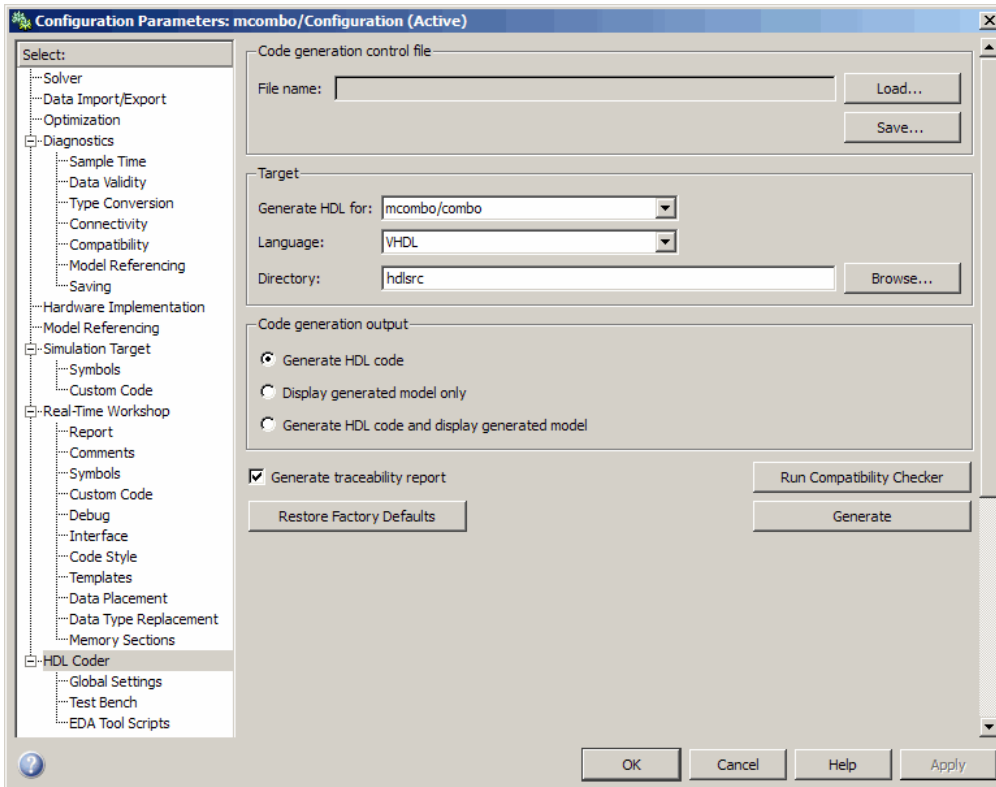 Configuration Parameters: mcombo/Configuration (Active)
Select:
Solver
Data Import/Export
Optimization
Diagnostics
Sample Time
Data Validity
Type Conversion
Connectivity
Compatibility
Model Referencing
Saving
Hardware Implementation
Model Referencing
Simulation Target
Symbols
Custom Code
Real-Time Workshop
Report
Comments
Symbols
Custom Code
Debug
Interface
Code Style
Templates
Data Placement
Data Type Replacement
Memory Sections
HDL Coder
Global Settings
Test Bench
EDA Tool Scripts
Code generation control file
File name:
Load...
Save...
Target
Generate HDL for: mcombo/combo
Language: VHDL
Directory: hdlsrc Browse...
Code generation output
Generate HDL code
Display generated model only
Generate HDL code and display generated model
Generate traceability report Run Compatibility Checker
Restore Factory Defaults Generate
OK Cancel Help Apply